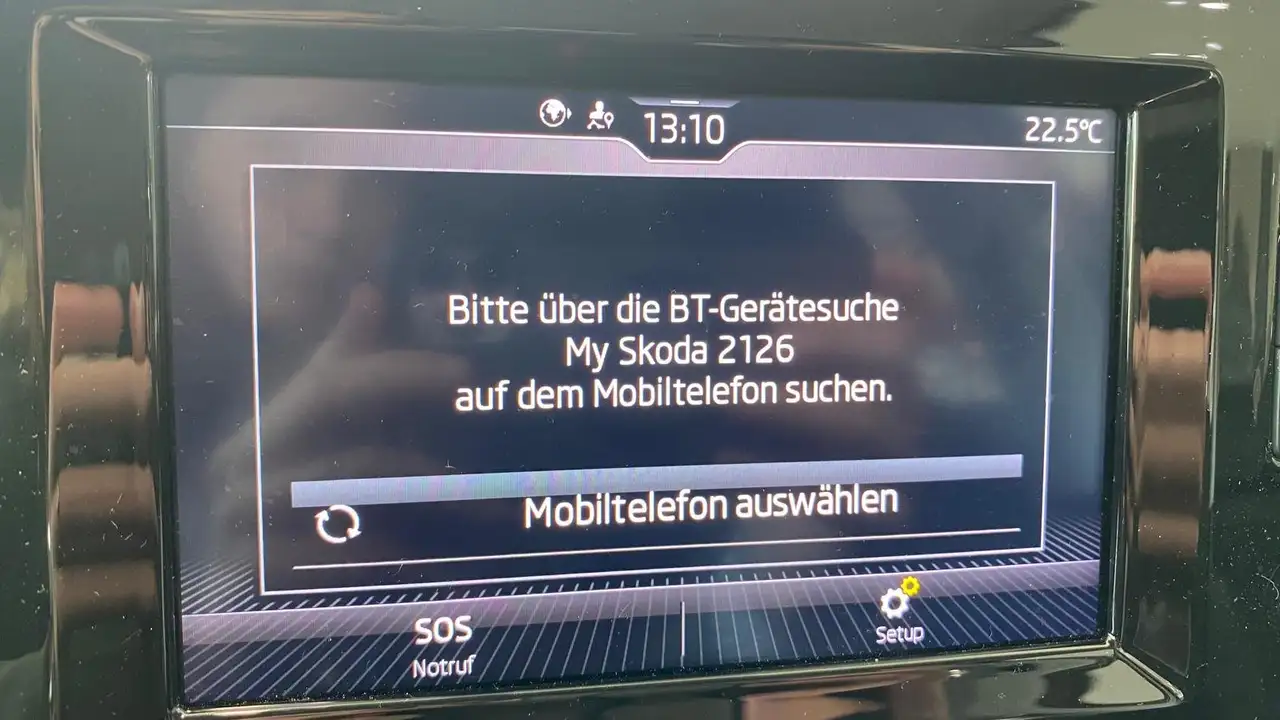 13:10
22.5°C
Bitte über die BT-Gerätesuche
My Skoda 2126
auf dem Mobiltelefon suchen.
Mobiltelefon auswählen
SOS
Notruf
Setup